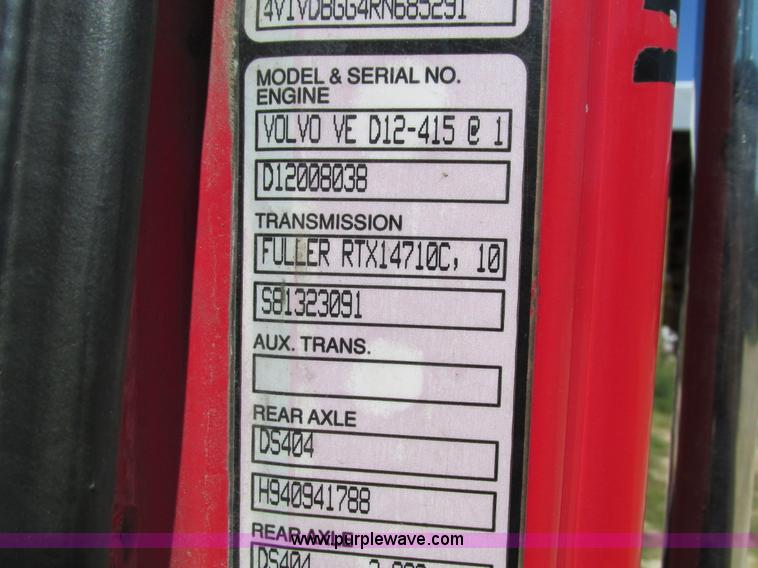 4V1VDBGG4RN685291
MODEL & SERIAL NO.
ENGINE
VOLVO VE D12-415 @ 1
D12008038
TRANSMISSION
FULLER RTX14710C, 10
S81323091
AUX. TRANS.
REAR AXLE
DS404
H940941788
REAR AXLE
www.purplewave.com
DS404